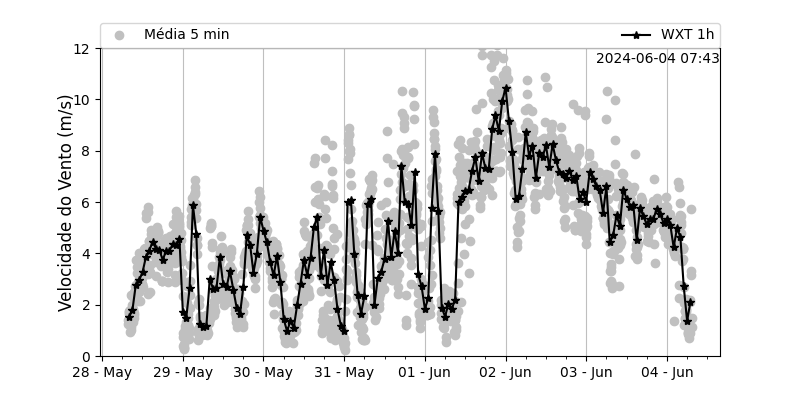 Média 5 min
WXT 1h
2024-06-04 07:43
Velocidade do Vento (m/s)
12
10
8
6
4
2
0
28 - May
29 - May
30 - May
31 - May
01 - Jun
02 - Jun
03 - Jun
04 - Jun